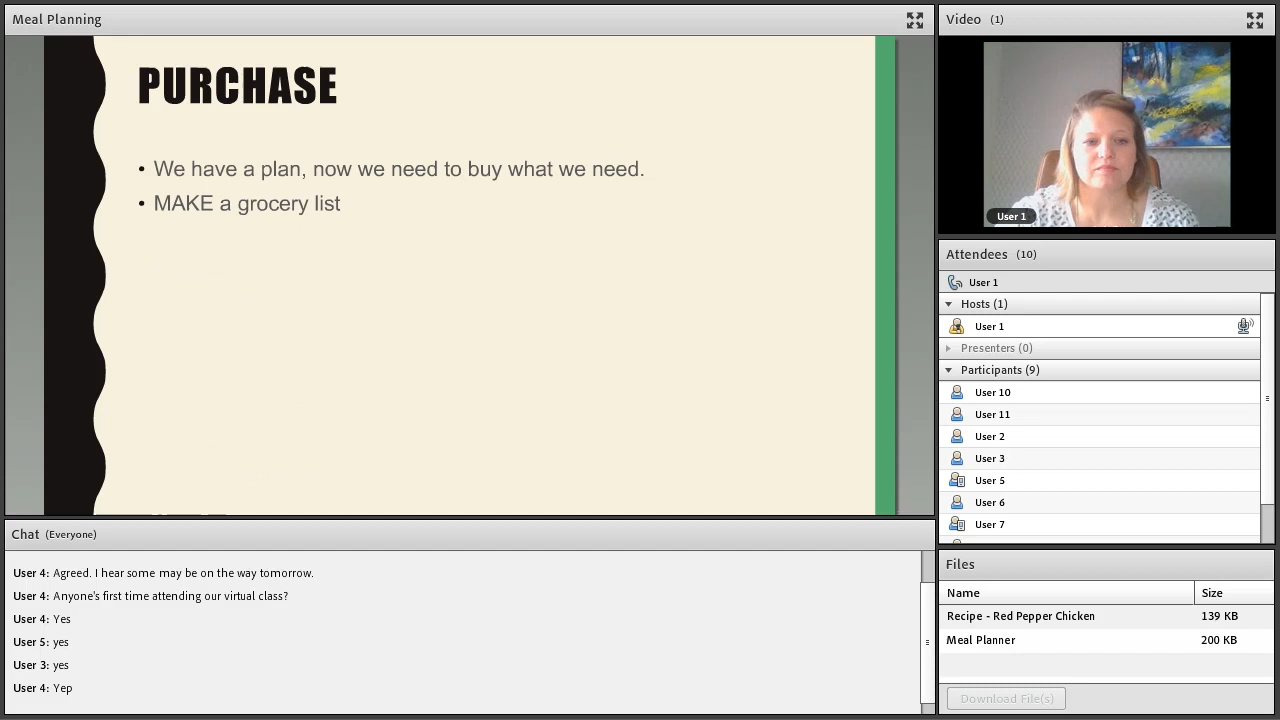 Meal Planning
PURCHASE
• We have a plan, now we need to buy what we need.
• MAKE a grocery list
Chat (Everyone)
User 4: Agreed. I hear some may be on the way tomorrow.
User 4: Anyone's first time attending our virtual class?
User 4: Yes
User 5: yes
User 3: yes
User 4: Yep
Video (1)
User 1
Attendees (10)
User 1
Hosts (1)
User 1
Presenters (0)
Participants (9)
User 10
User 11
User 2
User 3
User 5
User 6
User 7
Files
Name Size
Recipe - Red Pepper Chicken 139 KB
Meal Planner 200 KB
Download File(s)